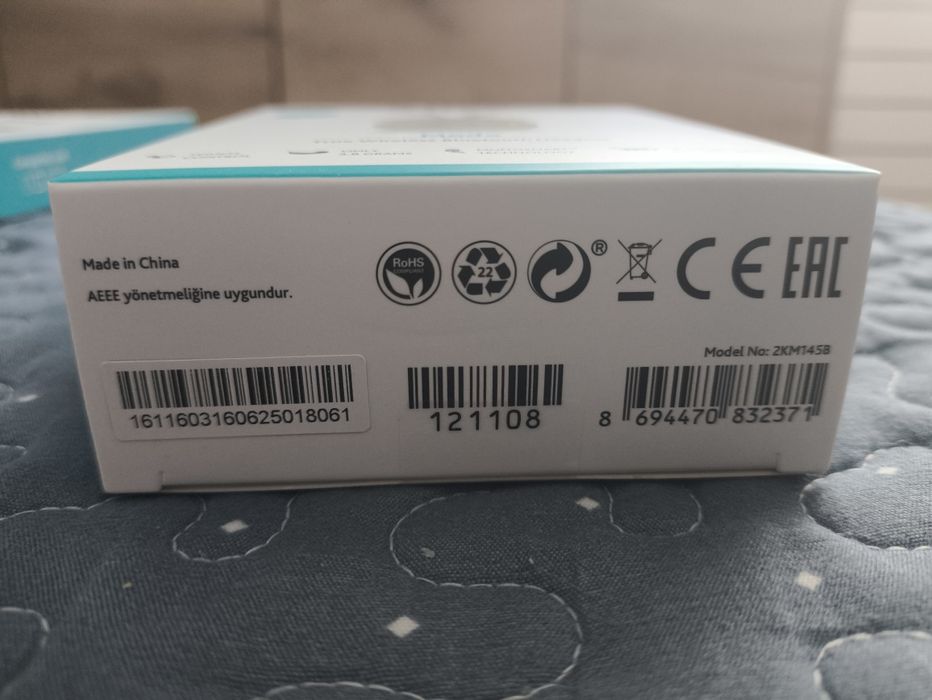 Made in China
AEEE yönetmeliğine uygundur.
RoHS
22
®
CE
EAC
Model No: 2KM145B
1611603160625018061
121108
8 694470 832371